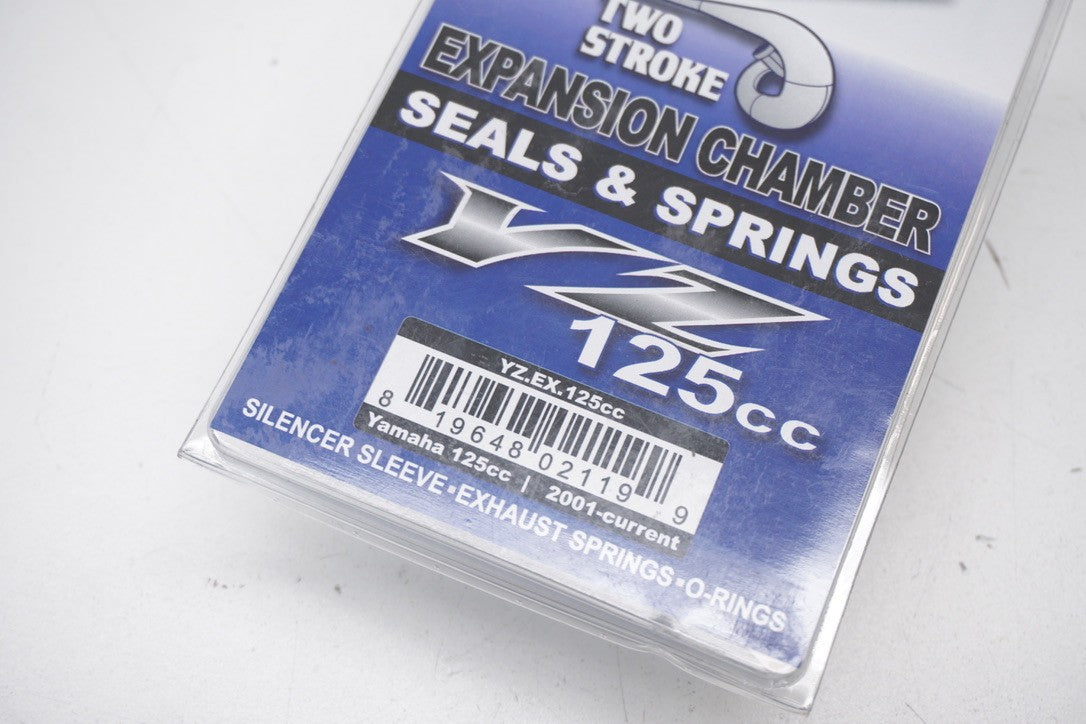 TWO
STROKE
EXPANSION CHAMBER
SEALS & SPRINGS
YZ
125cc
YZ.EX.125cc
8 19648 02119 9
Yamaha 125cc | 2001-current
SILENCER SLEEVE▪EXHAUST SPRINGS▪O-RINGS